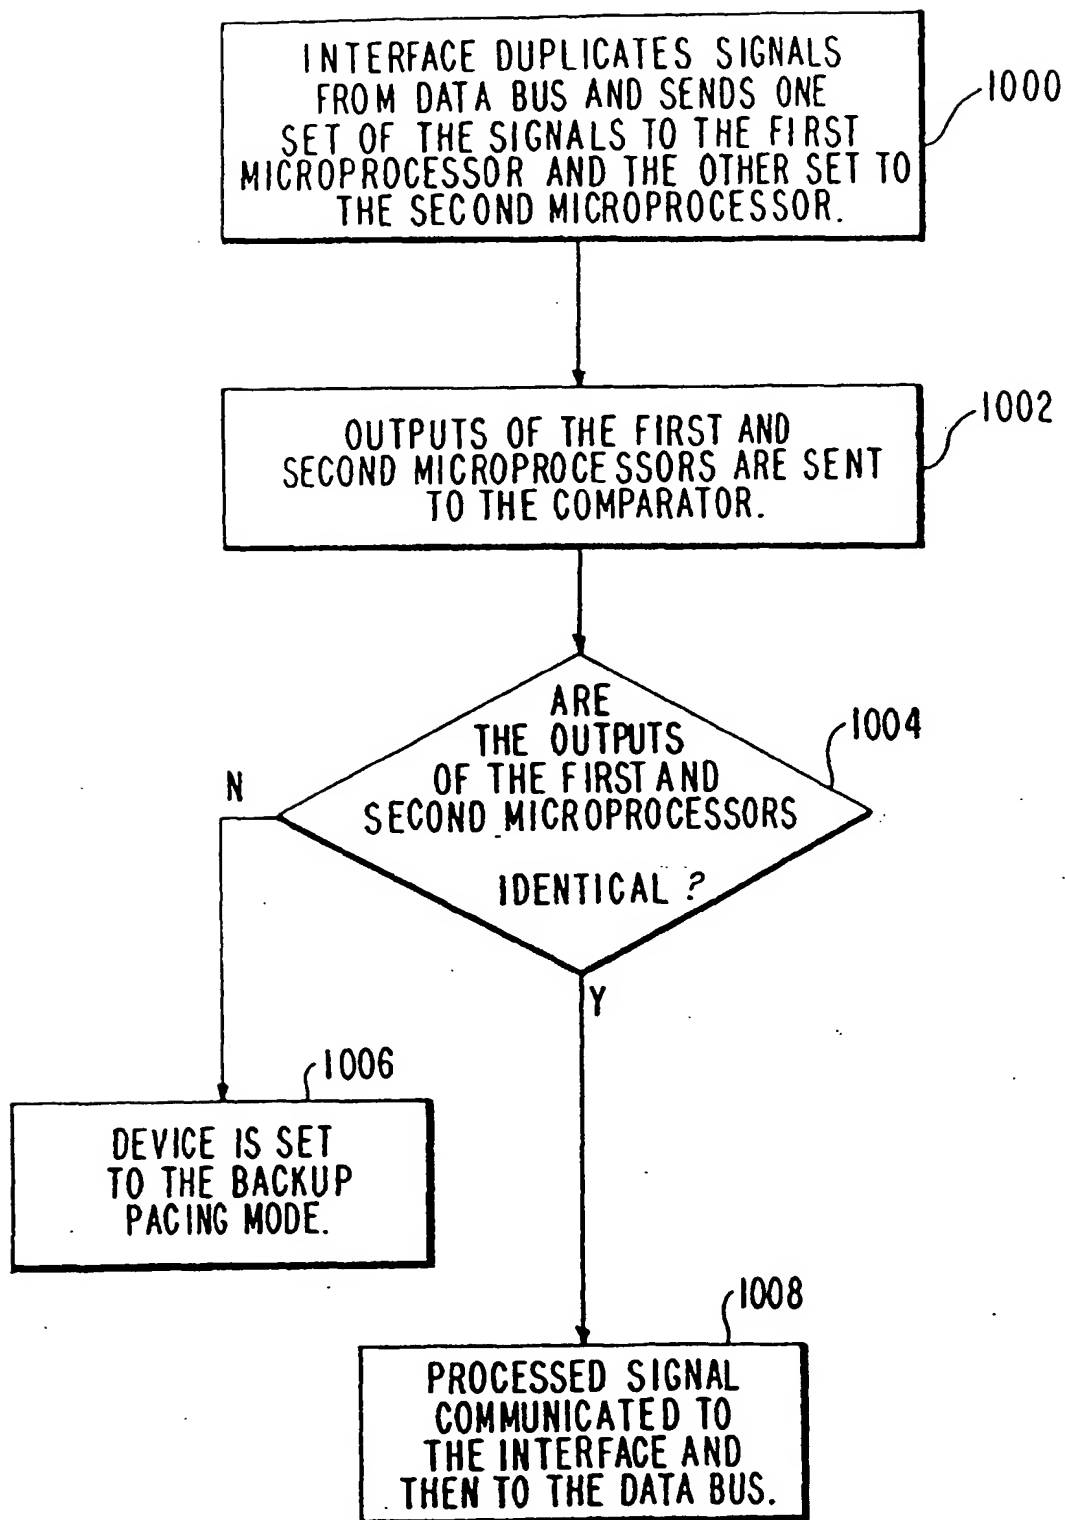 INTERFACE DUPLICATES SIGNALS
FROM DATA BUS AND SENDS ONE
SET OF THE SIGNALS TO THE FIRST
MICROPROCESSOR AND THE OTHER SET TO
THE SECOND MICROPROCESSOR.
1000
OUTPUTS OF THE FIRST AND
SECOND MICROPROCESSORS ARE SENT
TO THE COMPARATOR.
1002
ARE
THE OUTPUTS
OF THE FIRST AND
SECOND MICROPROCESSORS
IDENTICAL ?
1004
N
Y
1006
DEVICE IS SET
TO THE BACKUP
PACING MODE.
1008
PROCESSED SIGNAL
COMMUNICATED TO
THE INTERFACE AND
THEN TO THE DATA BUS.